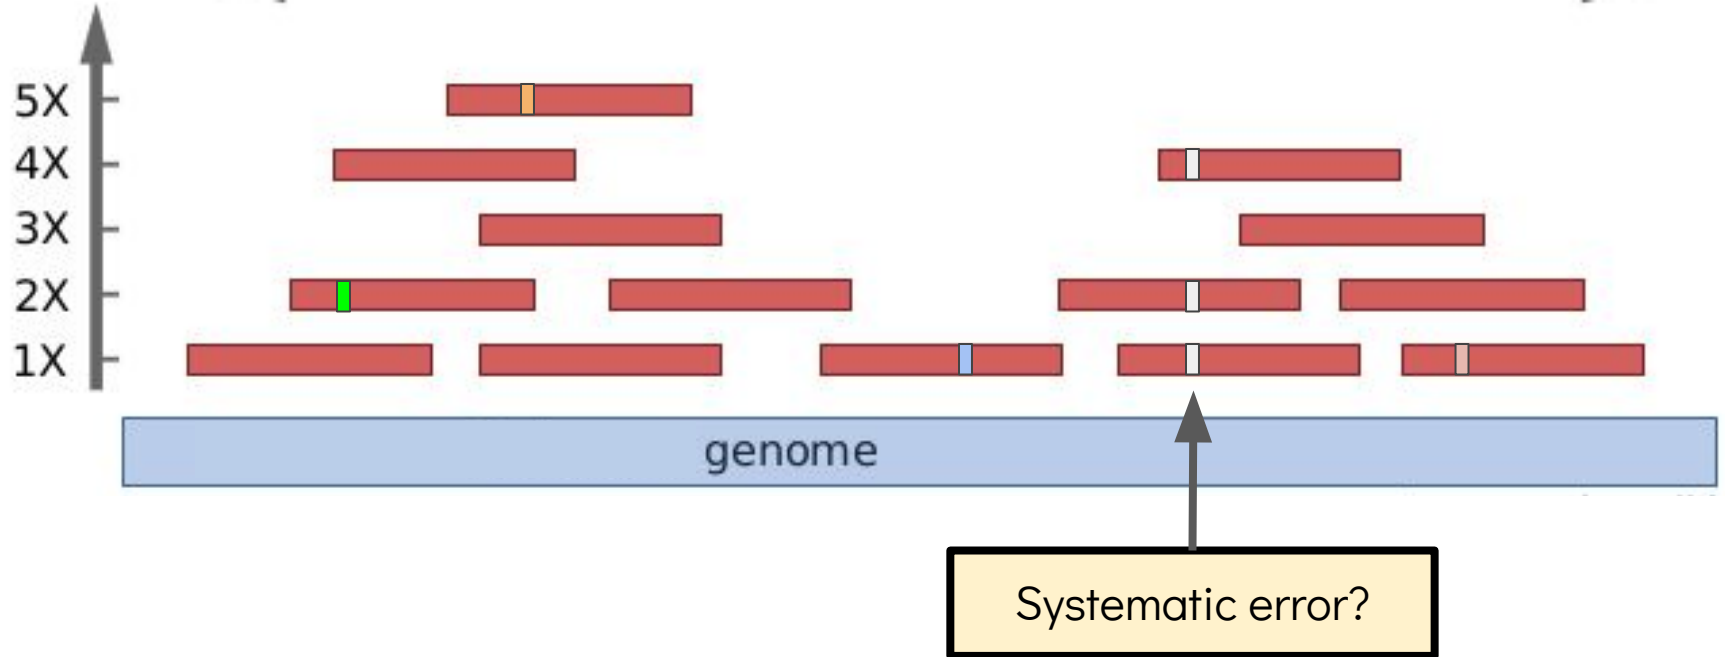 5X
4X
3X
2X
1X
genome
Systematic error?